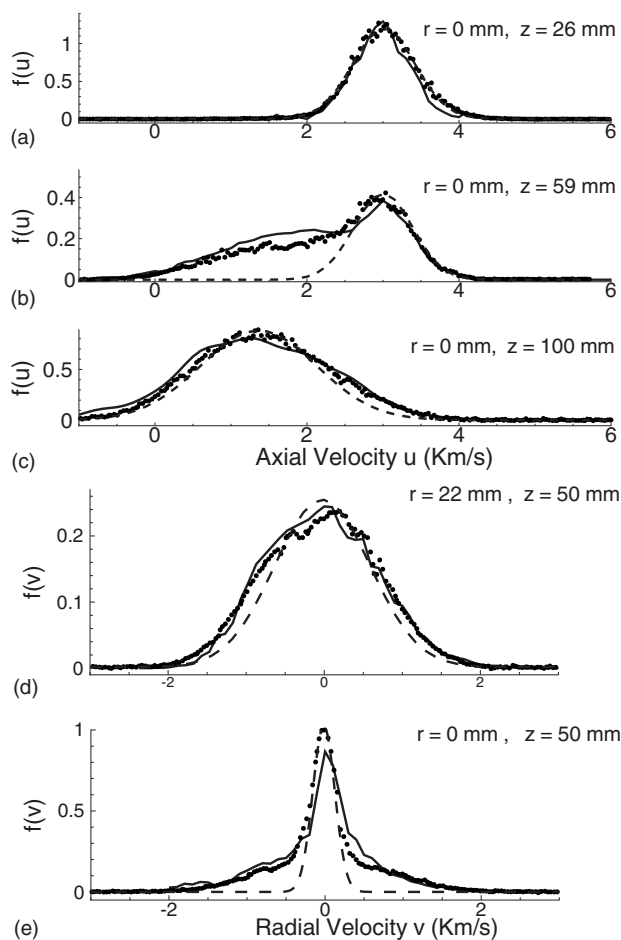 r = 0 mm, z = 26 mm
f(u)
1
0.5
0
0 2 4 6
(a)
r = 0 mm, z = 59 mm
f(u)
0.4
0.2
0
0 2 4 6
(b)
r = 0 mm, z = 100 mm
f(u)
0.5
0
0 2 4 6
(c)
Axial Velocity u (Km/s)
r = 22 mm , z = 50 mm
f(v)
0.2
0.1
0
-2 0 2
(d)
r = 0 mm , z = 50 mm
f(v)
1
0.5
0
-2 0 2
(e)
Radial Velocity v (Km/s)